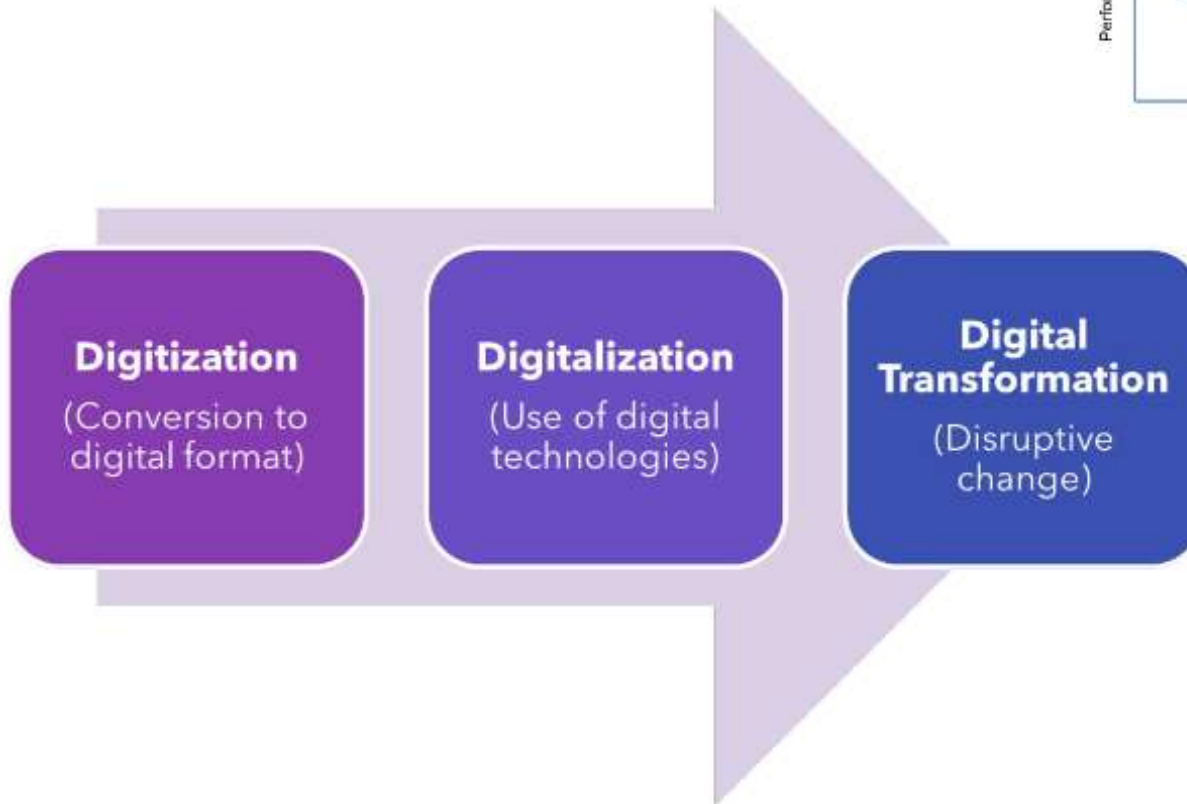 Digitization
(Conversion to
digital format)
Digitalization
(Use of digital
technologies)
Digital
Transformation
(Disruptive
change)